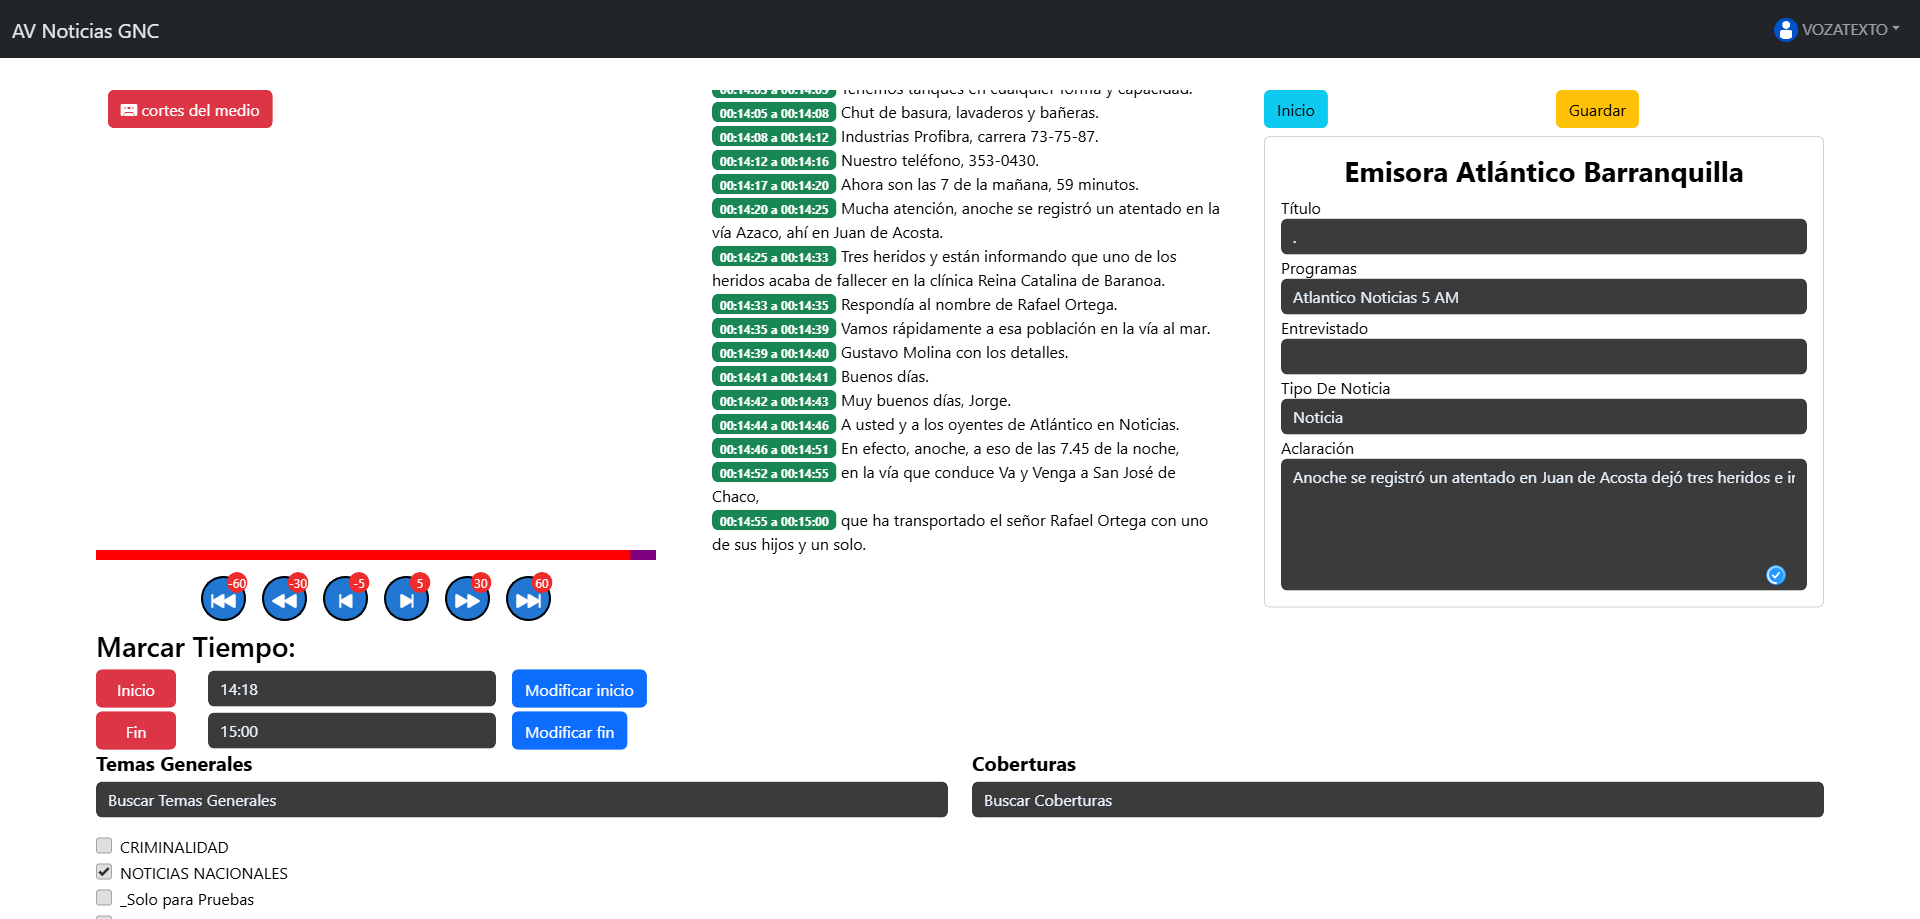 AV Noticias GNC
VOZATEXTO
cortes del medio
-60
-30
-5
5
30
60
Marcar Tiempo:
Inicio
14:18
Modificar inicio
Fin
15:00
Modificar fin
00:14:03 a 00:14:05 Tenemos tanques en cualquier forma y capacidad.
00:14:05 a 00:14:08 Chut de basura, lavaderos y bañeras.
00:14:08 a 00:14:12 Industrias Profibra, carrera 73-75-87.
00:14:12 a 00:14:16 Nuestro teléfono, 353-0430.
00:14:17 a 00:14:20 Ahora son las 7 de la mañana, 59 minutos.
00:14:20 a 00:14:25 Mucha atención, anoche se registró un atentado en la
vía Azaco, ahí en Juan de Acosta.
00:14:25 a 00:14:33 Tres heridos y están informando que uno de los
heridos acaba de fallecer en la clínica Reina Catalina de Baranoa.
00:14:33 a 00:14:35 Respondía al nombre de Rafael Ortega.
00:14:35 a 00:14:39 Vamos rápidamente a esa población en la vía al mar.
00:14:39 a 00:14:40 Gustavo Molina con los detalles.
00:14:41 a 00:14:41 Buenos días.
00:14:42 a 00:14:43 Muy buenos días, Jorge.
00:14:44 a 00:14:46 A usted y a los oyentes de Atlántico en Noticias.
00:14:46 a 00:14:51 En efecto, anoche, a eso de las 7.45 de la noche,
00:14:52 a 00:14:55 en la vía que conduce Va y Venga a San José de
Chaco,
00:14:55 a 00:15:00 que ha transportado el señor Rafael Ortega con uno
de sus hijos y un solo.
Inicio
Guardar
Emisora Atlántico Barranquilla
Título
.
Programas
Atlantico Noticias 5 AM
Entrevistado
Tipo De Noticia
Noticia
Aclaración
Anoche se registró un atentado en Juan de Acosta dejó tres heridos e
Temas Generales
Buscar Temas Generales
CRIMINALIDAD
NOTICIAS NACIONALES
_Solo para Pruebas
Coberturas
Buscar Coberturas